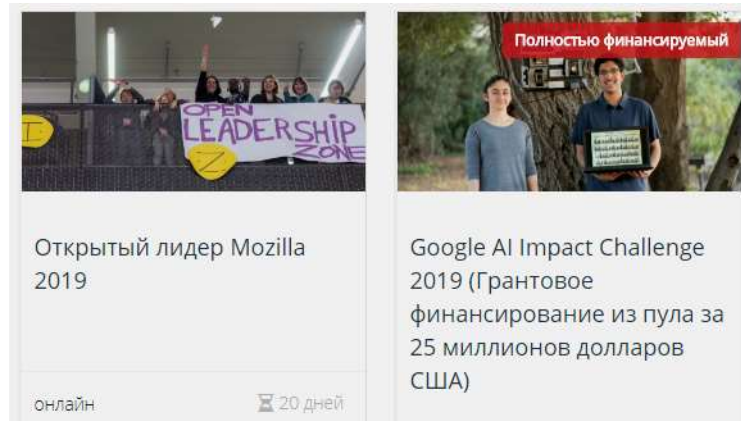 OPEN
LEADERSHIP
ZONE
I
Z
Открытый лидер Mozilla
2019
онлайн
20 дней
Полностью финансируемый
Google AI Impact Challenge
2019 (Грантовое
финансирование из пула за
25 миллионов долларов
США)